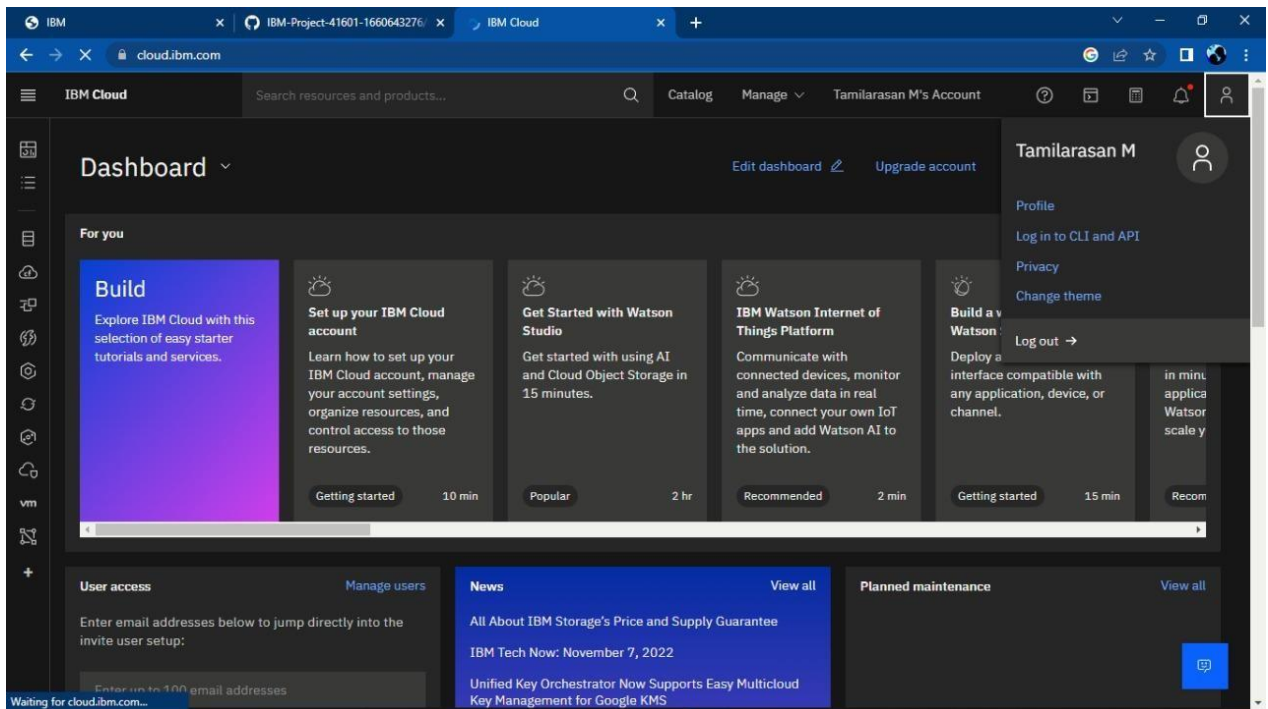 IBM
IBM-Project-41601-1660643276/
IBM Cloud
cloud.ibm.com
IBM Cloud
Search resources and products...
Catalog
Manage
Tamilarasan M's Account
Tamilarasan M
Profile
Log in to CLI and API
Privacy
Change theme
Log out →
Dashboard
Edit dashboard
Upgrade account
For you
Build
Explore IBM Cloud with this
selection of easy starter
tutorials and services.
Set up your IBM Cloud
account
Learn how to set up your
IBM Cloud account, manage
your account settings,
organize resources, and
control access to those
resources.
Getting started 10 min
Get Started with Watson
Studio
Get started with using AI
and Cloud Object Storage in
15 minutes.
Popular 2 hr
IBM Watson Internet of
Things Platform
Communicate with
connected devices, monitor
and analyze data in real
time, connect your own IoT
apps and add Watson AI to
the solution.
Recommended 2 min
Build a
Watson
Deploy a
interface compatible with
any application, device, or
channel.
Getting started 15 min
in minu
applica
Watson
scale y
Recom
vm
User access
Manage users
Enter email addresses below to jump directly into the
invite user setup:
Enter up to 100 email addresses
News
View all
All About IBM Storage's Price and Supply Guarantee
IBM Tech Now: November 7, 2022
Unified Key Orchestrator Now Supports Easy Multicloud
Key Management for Google KMS
Planned maintenance
View all
Waiting for cloud.ibm.com...